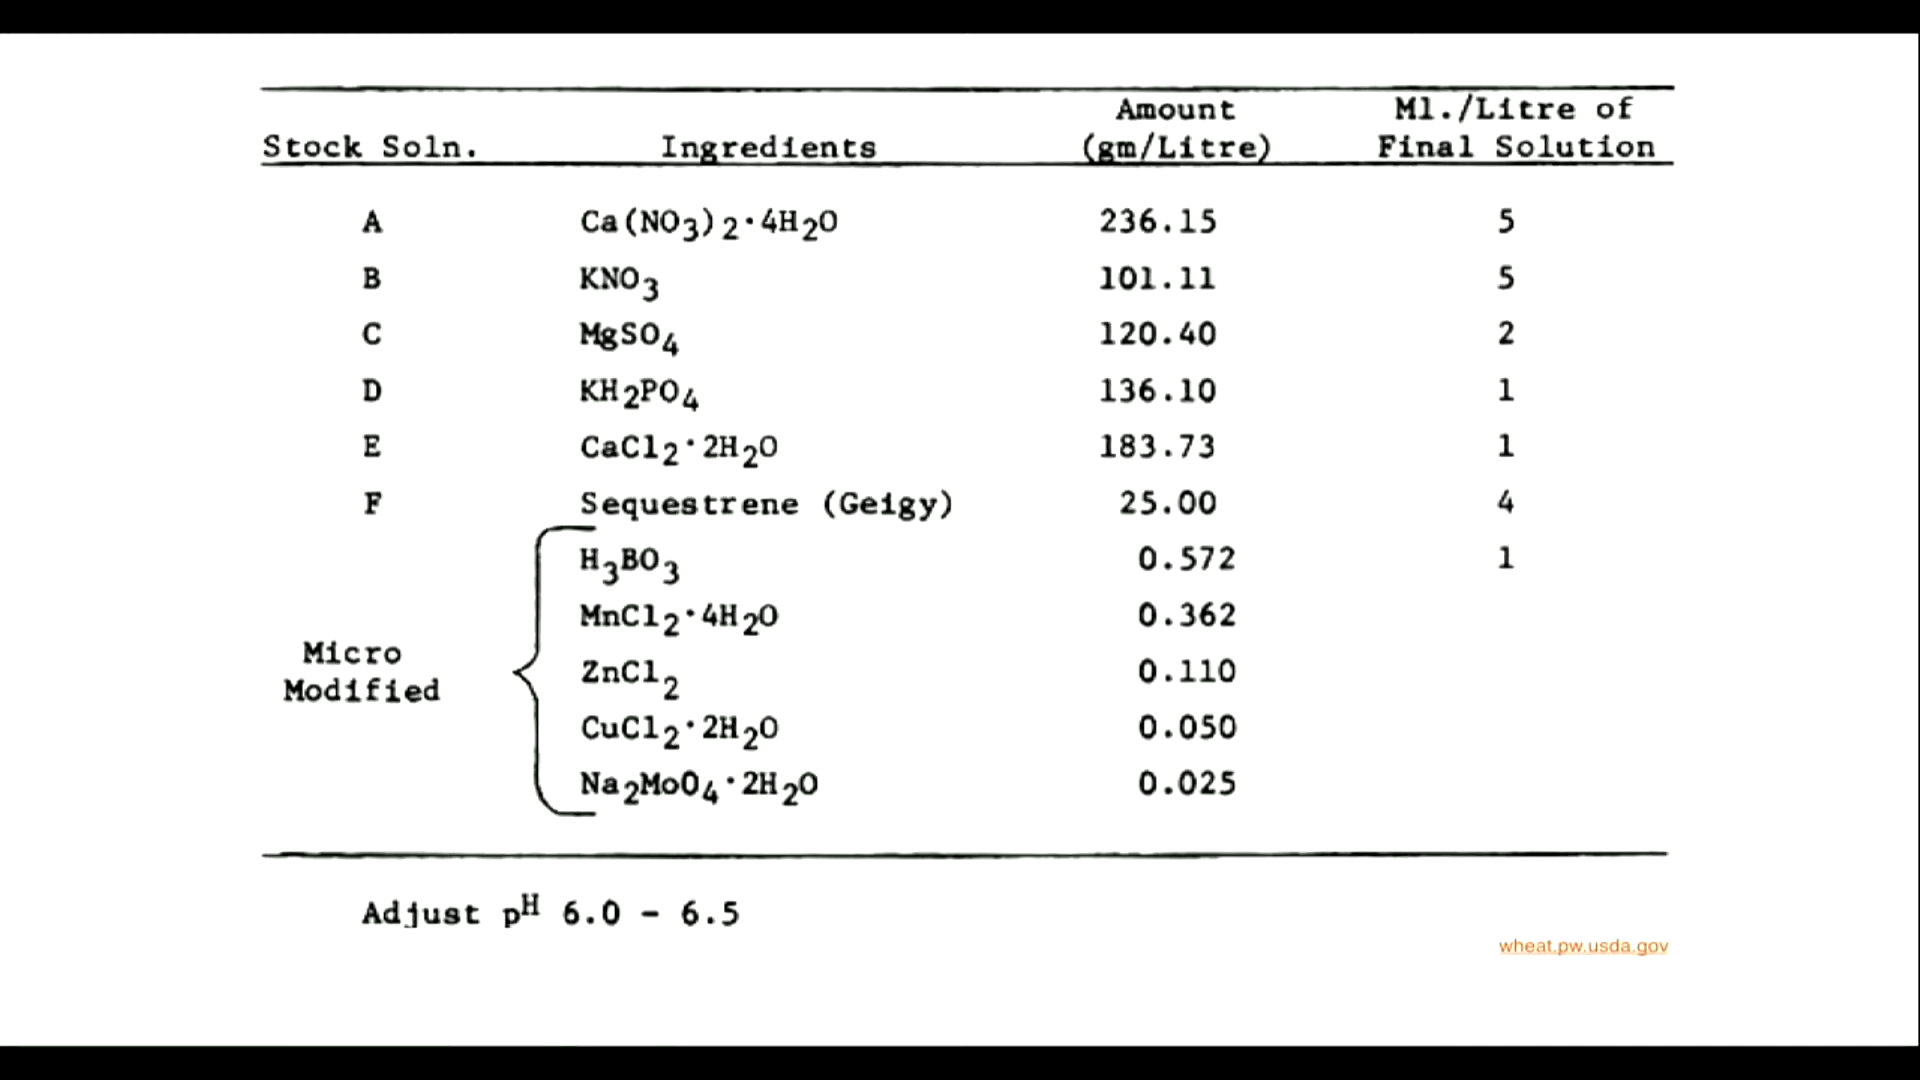 Amount Ml./Litre of
Stock Soln. Ingredients (gm/Litre) Final Solution
A Ca(NO3)2·4H2O 236.15 5
B KNO3 101.11 5
C MgSO4 120.40 2
D KH2PO4 136.10 1
E CaCl2·2H2O 183.73 1
F Sequestrene (Geigy) 25.00 4
H3BO3 0.572 1
MnCl2·4H2O 0.362
Micro
Modified
ZnCl2 0.110
CuCl2·2H2O 0.050
Na2MoO4·2H2O 0.025
Adjust pH 6.0 - 6.5
wheat.pw.usda.gov